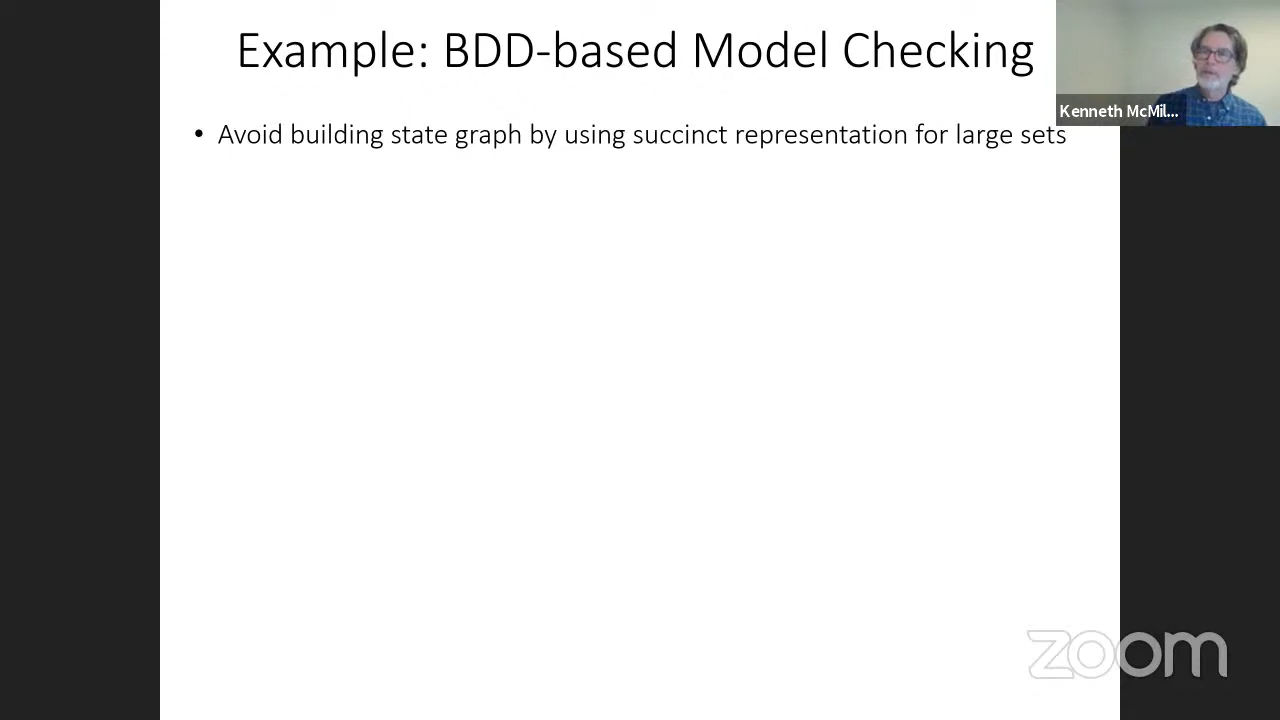 Example: BDD-based Model Checking
Kenneth McMil...
• Avoid building state graph by using succinct representation for large sets
zoom